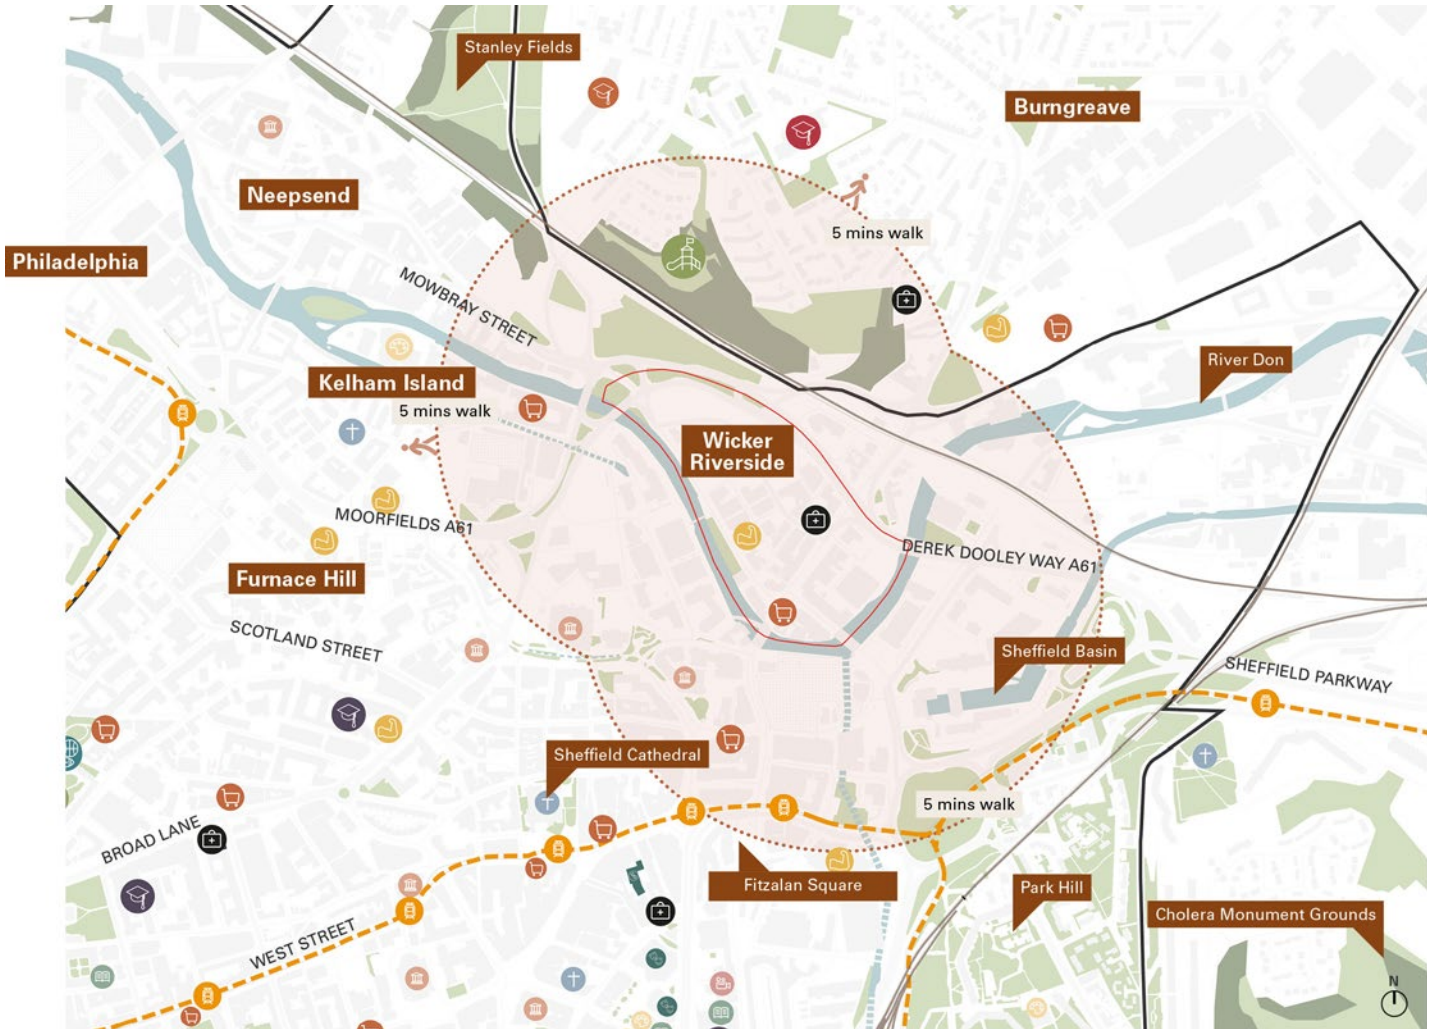 Stanley Fields
Burngreave
Neepsend
5 mins walk
Philadelphia
MOWBRAY STREET
River Don
Kelham Island
5 mins walk
Wicker
Riverside
MOORFIELDS A61
DEREK DOOLEY WAY A61
Furnace Hill
SCOTLAND STREET
Sheffield Basin
SHEFFIELD PARKWAY
Sheffield Cathedral
5 mins walk
BROAD LANE
Fitzalan Square
Park Hill
Cholera Monument Grounds
WEST STREET
N